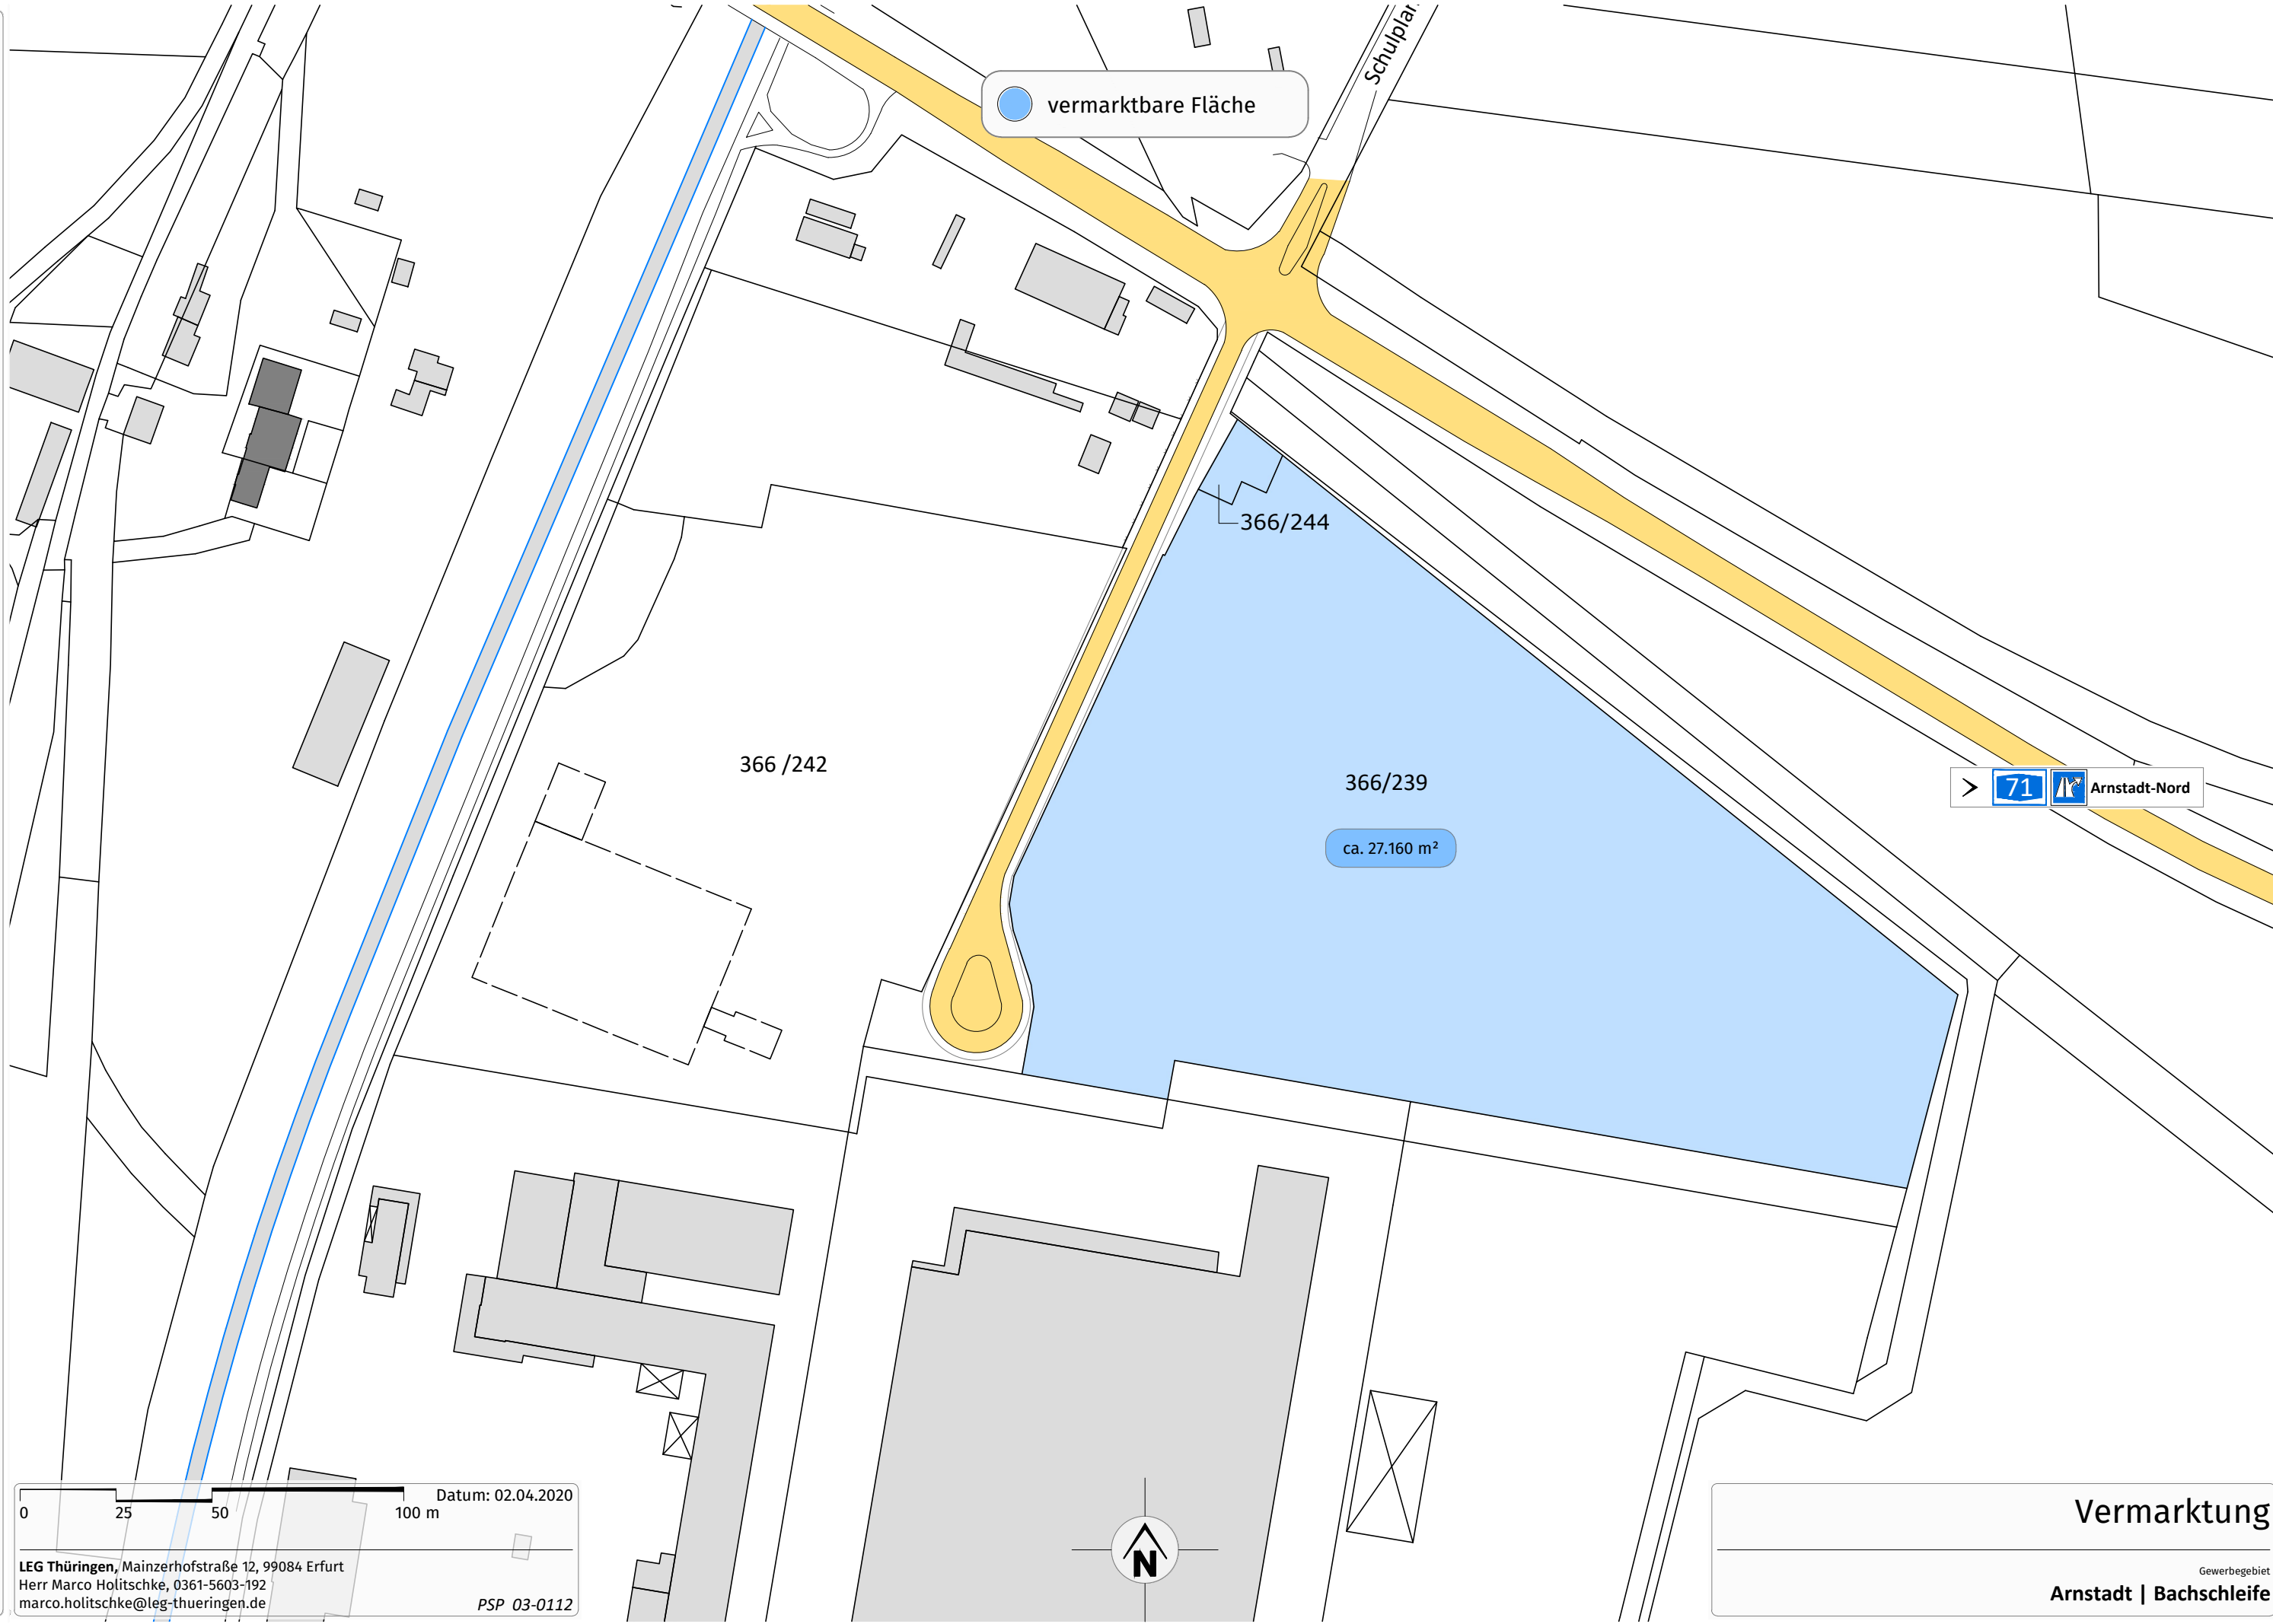 Schulplan
vermarktbare Fläche
366/244
366 /242
366/239
ca. 27.160 m²
71 Arnstadt-Nord
Datum: 02.04.2020
0 25 50 100 m
LEG Thüringen, Mainzerhofstraße 12, 99084 Erfurt
Herr Marco Holitschke, 0361-5603-192
marco.holitschke@leg-thueringen.de
PSP 03-0112
N
Vermarktung
Gewerbegebiet
Arnstadt | Bachschleife